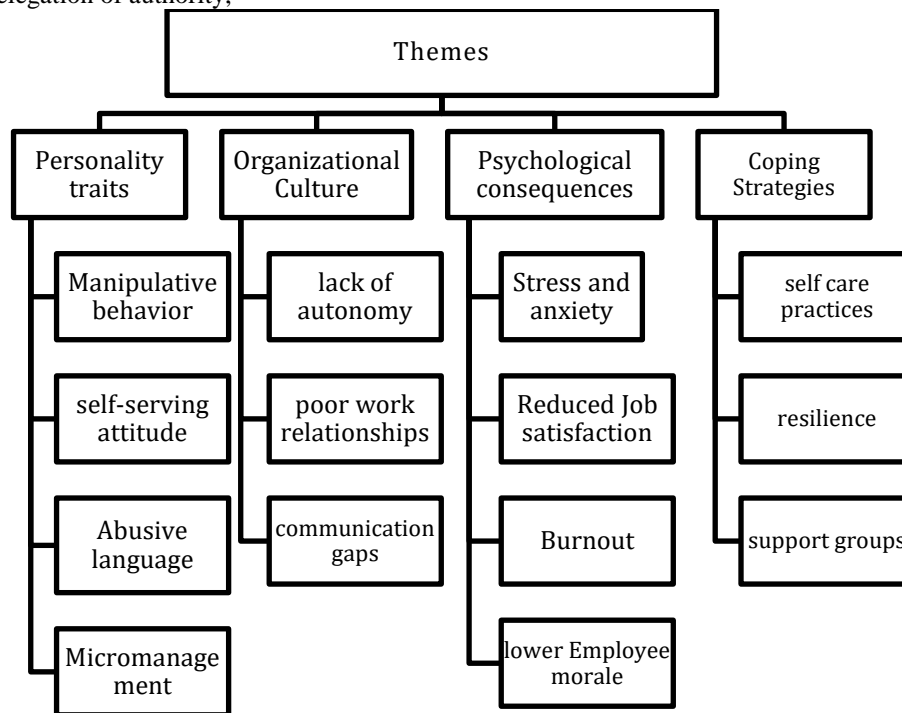 elegation of authority,
Themes
Personality
traits
Manipulative
behavior
self-serving
attitude
Abusive
language
Micromanage
ment
Organizational
Culture
lack of
autonomy
poor work
relationships
communication
gaps
Psychological
consequences
Stress and
anxiety
Reduced Job
satisfaction
Burnout
lower Employee
morale
Coping
Strategies
self care
practices
resilience
support groups